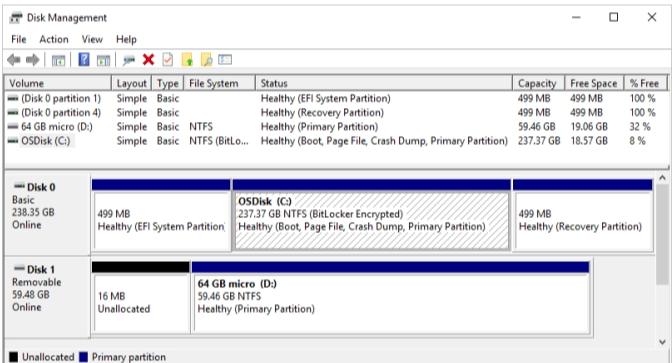 Disk Management
File Action View Help
Volume Layout Type File System Status Capacity Free Space % Free
(Disk 0 partition 1) Simple Basic Healthy (EFI System Partition) 499 MB 499 MB 100 %
(Disk 0 partition 4) Simple Basic Healthy (Recovery Partition) 499 MB 499 MB 100 %
64 GB micro (D:) Simple Basic NTFS Healthy (Primary Partition) 59.46 GB 19.06 GB 32 %
OSDisk (C:) Simple Basic NTFS (BitLo... Healthy (Boot, Page File, Crash Dump, Primary Partition) 237.37 GB 18.57 GB 8 %
Disk 0
Basic
238.35 GB
Online
499 MB
Healthy (EFI System Partition
OSDisk (C:)
237.37 GB NTFS (BitLocker Encrypted)
Healthy (Boot, Page File, Crash Dump, Primary Partition)
499 MB
Healthy (Recovery Partition)
Disk 1
Removable
59.48 GB
Online
16 MB
Unallocated
64 GB micro (D:)
59.46 GB NTFS
Healthy (Primary Partition)
Unallocated Primary partition